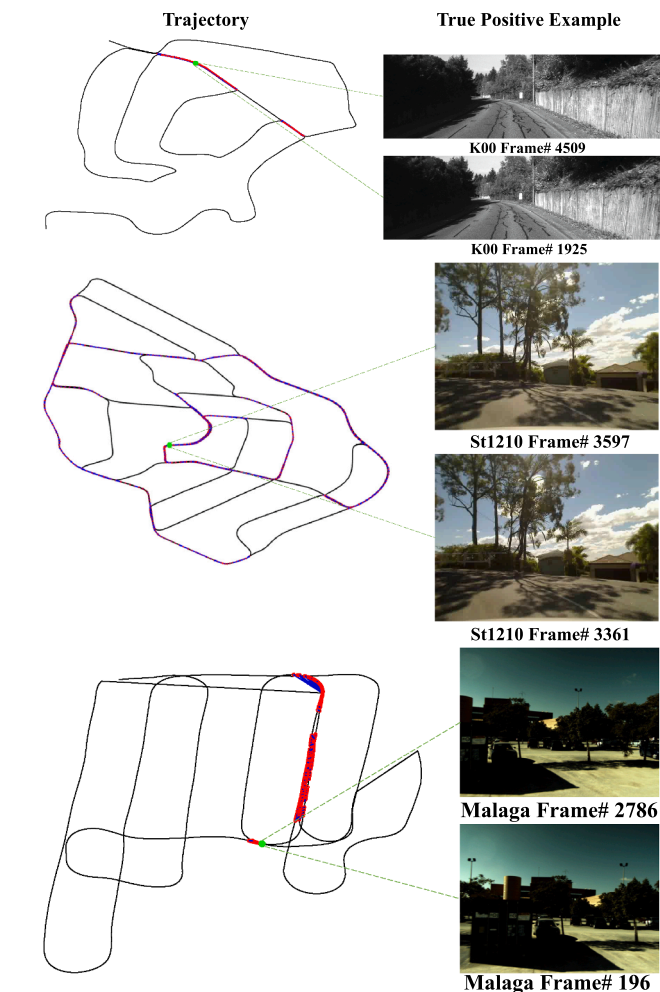 Trajectory
True Positive Example
K00 Frame# 4509
K00 Frame# 1925
St1210 Frame# 3597
St1210 Frame# 3361
Malaga Frame# 2786
Malaga Frame# 196